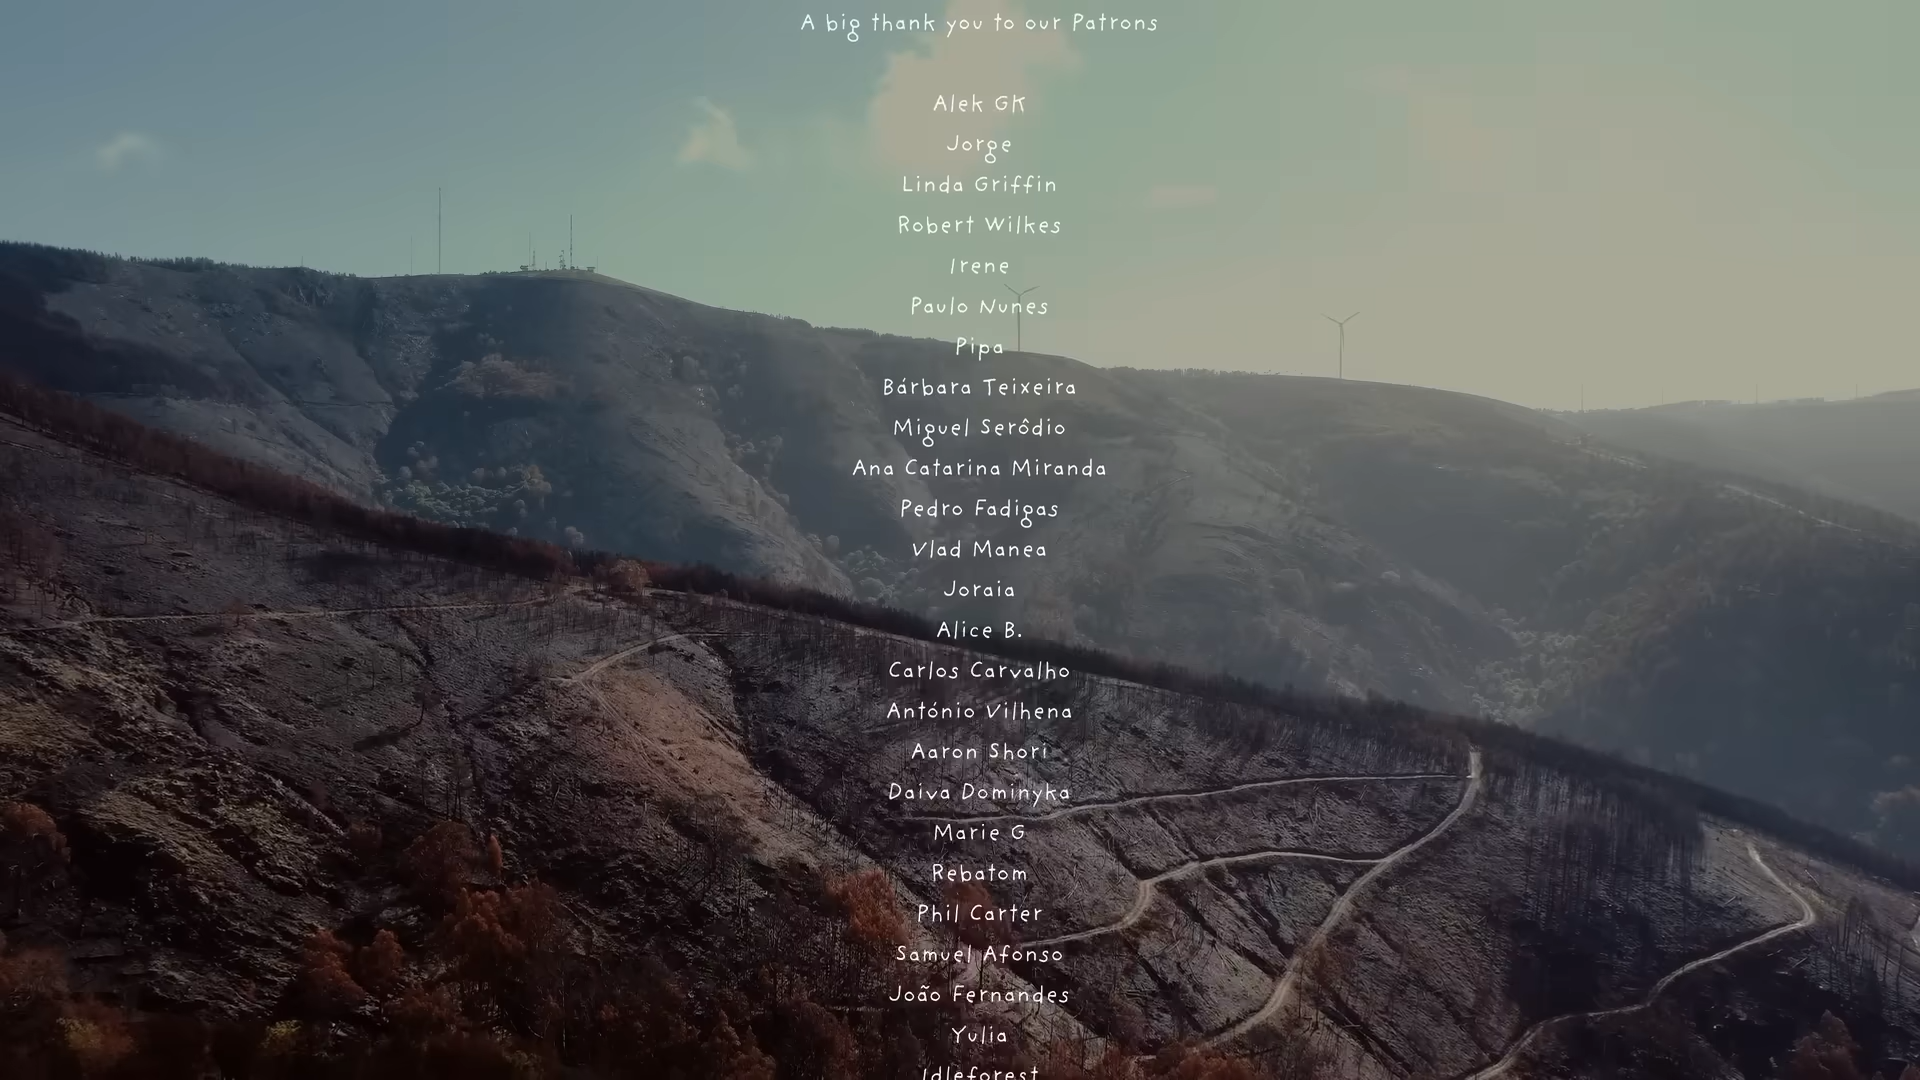 A big thank you to our Patrons
Alek GK
Jorge
Linda Griffin
Robert Wilkes
Irene
Paulo Nunes
Pipa
Bárbara Teixeira
Miguel Serôdio
Ana Catarina Miranda
Pedro Fadigas
Vlad Manea
Joraia
Alice B.
Carlos Carvalho
António Vilhena
Aaron Shori
Daiva Dominyka
Marie G
Rebatom
Phil Carter
Samuel Afonso
João Fernandes
Yulia
Idleforest